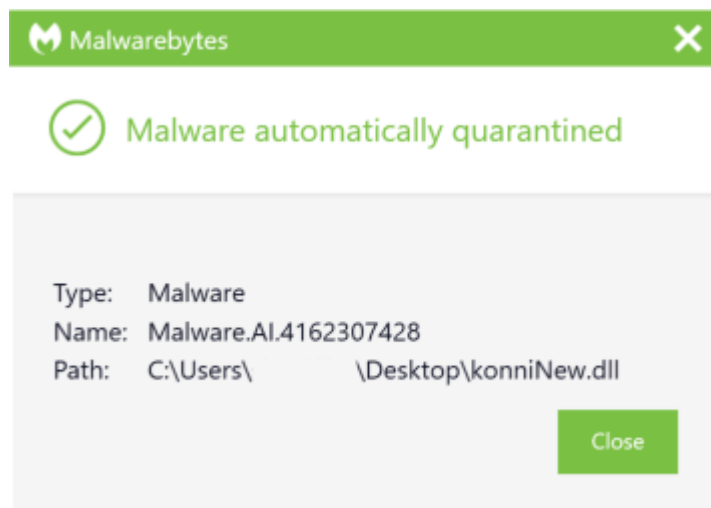 Malwarebytes
Malware automatically quarantined
Type: Malware
Name: Malware.AI.4162307428
Path: C:\Users\ \Desktop\konniNew.dll
Close